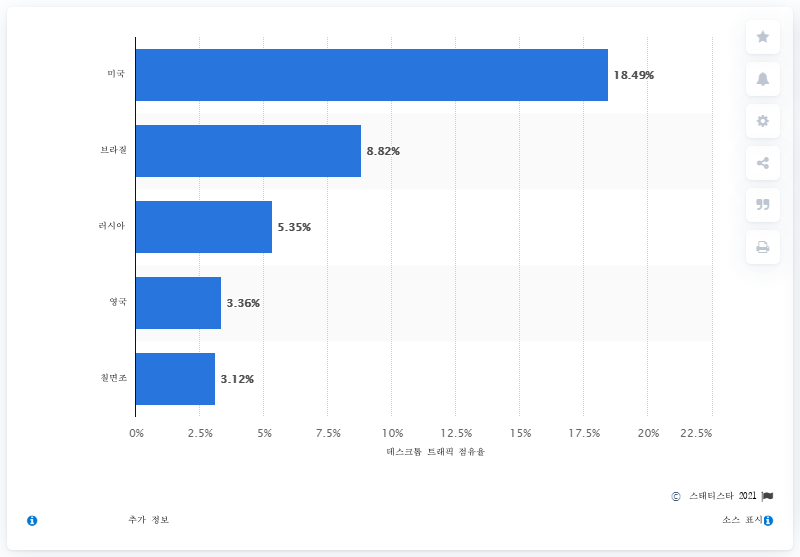 미국
18.49%
브라질
8.82%
러시아
5.35%
영국
3.36%
칠면조
3.12%
0% 2.5% 5% 7.5% 10% 12.5% 15% 17.5% 20% 22.5%
데스크톱 트래픽 점유율
© 스태티스타 2021
추가 정보
소스 표시